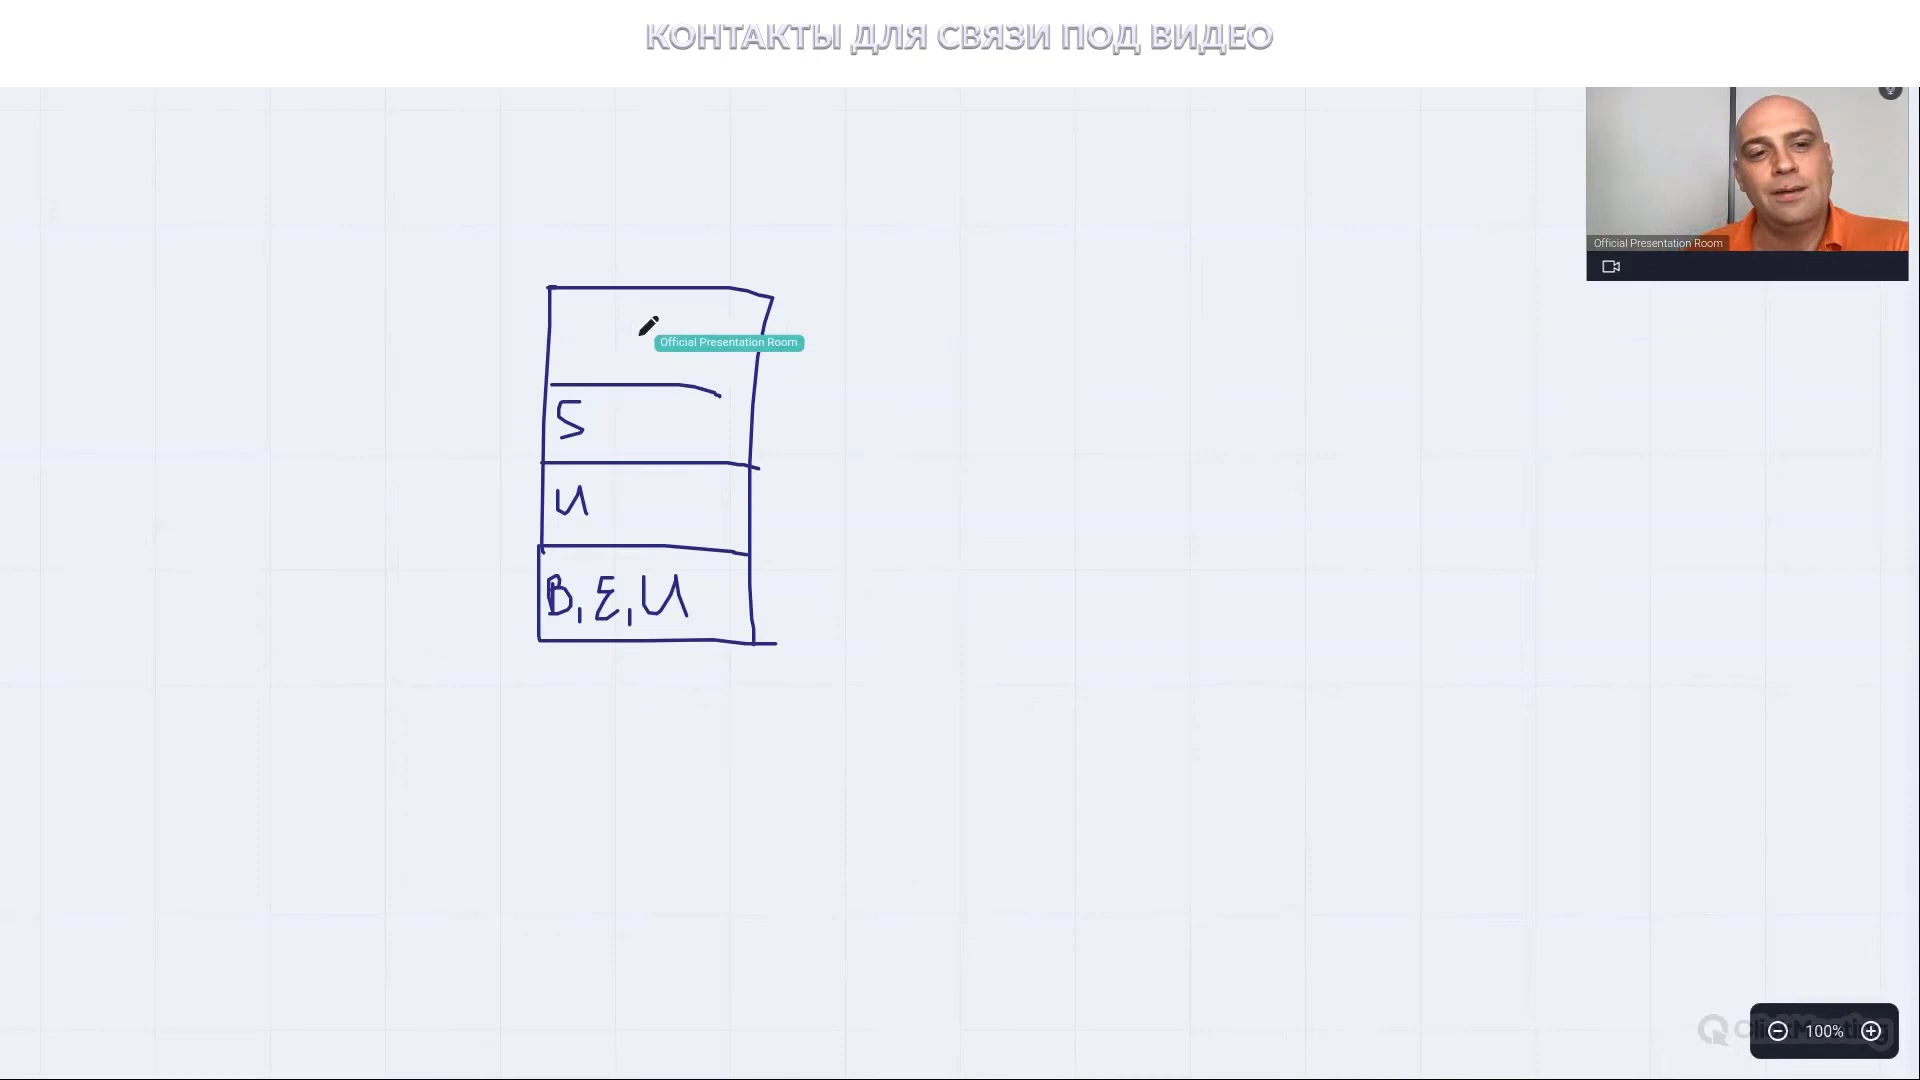 КОНТАКТЫ ДЛЯ СВЯЗИ ПОД ВИДЕО
Official Presentation Room
Official Presentation Room
S
U
B, E, U
100%